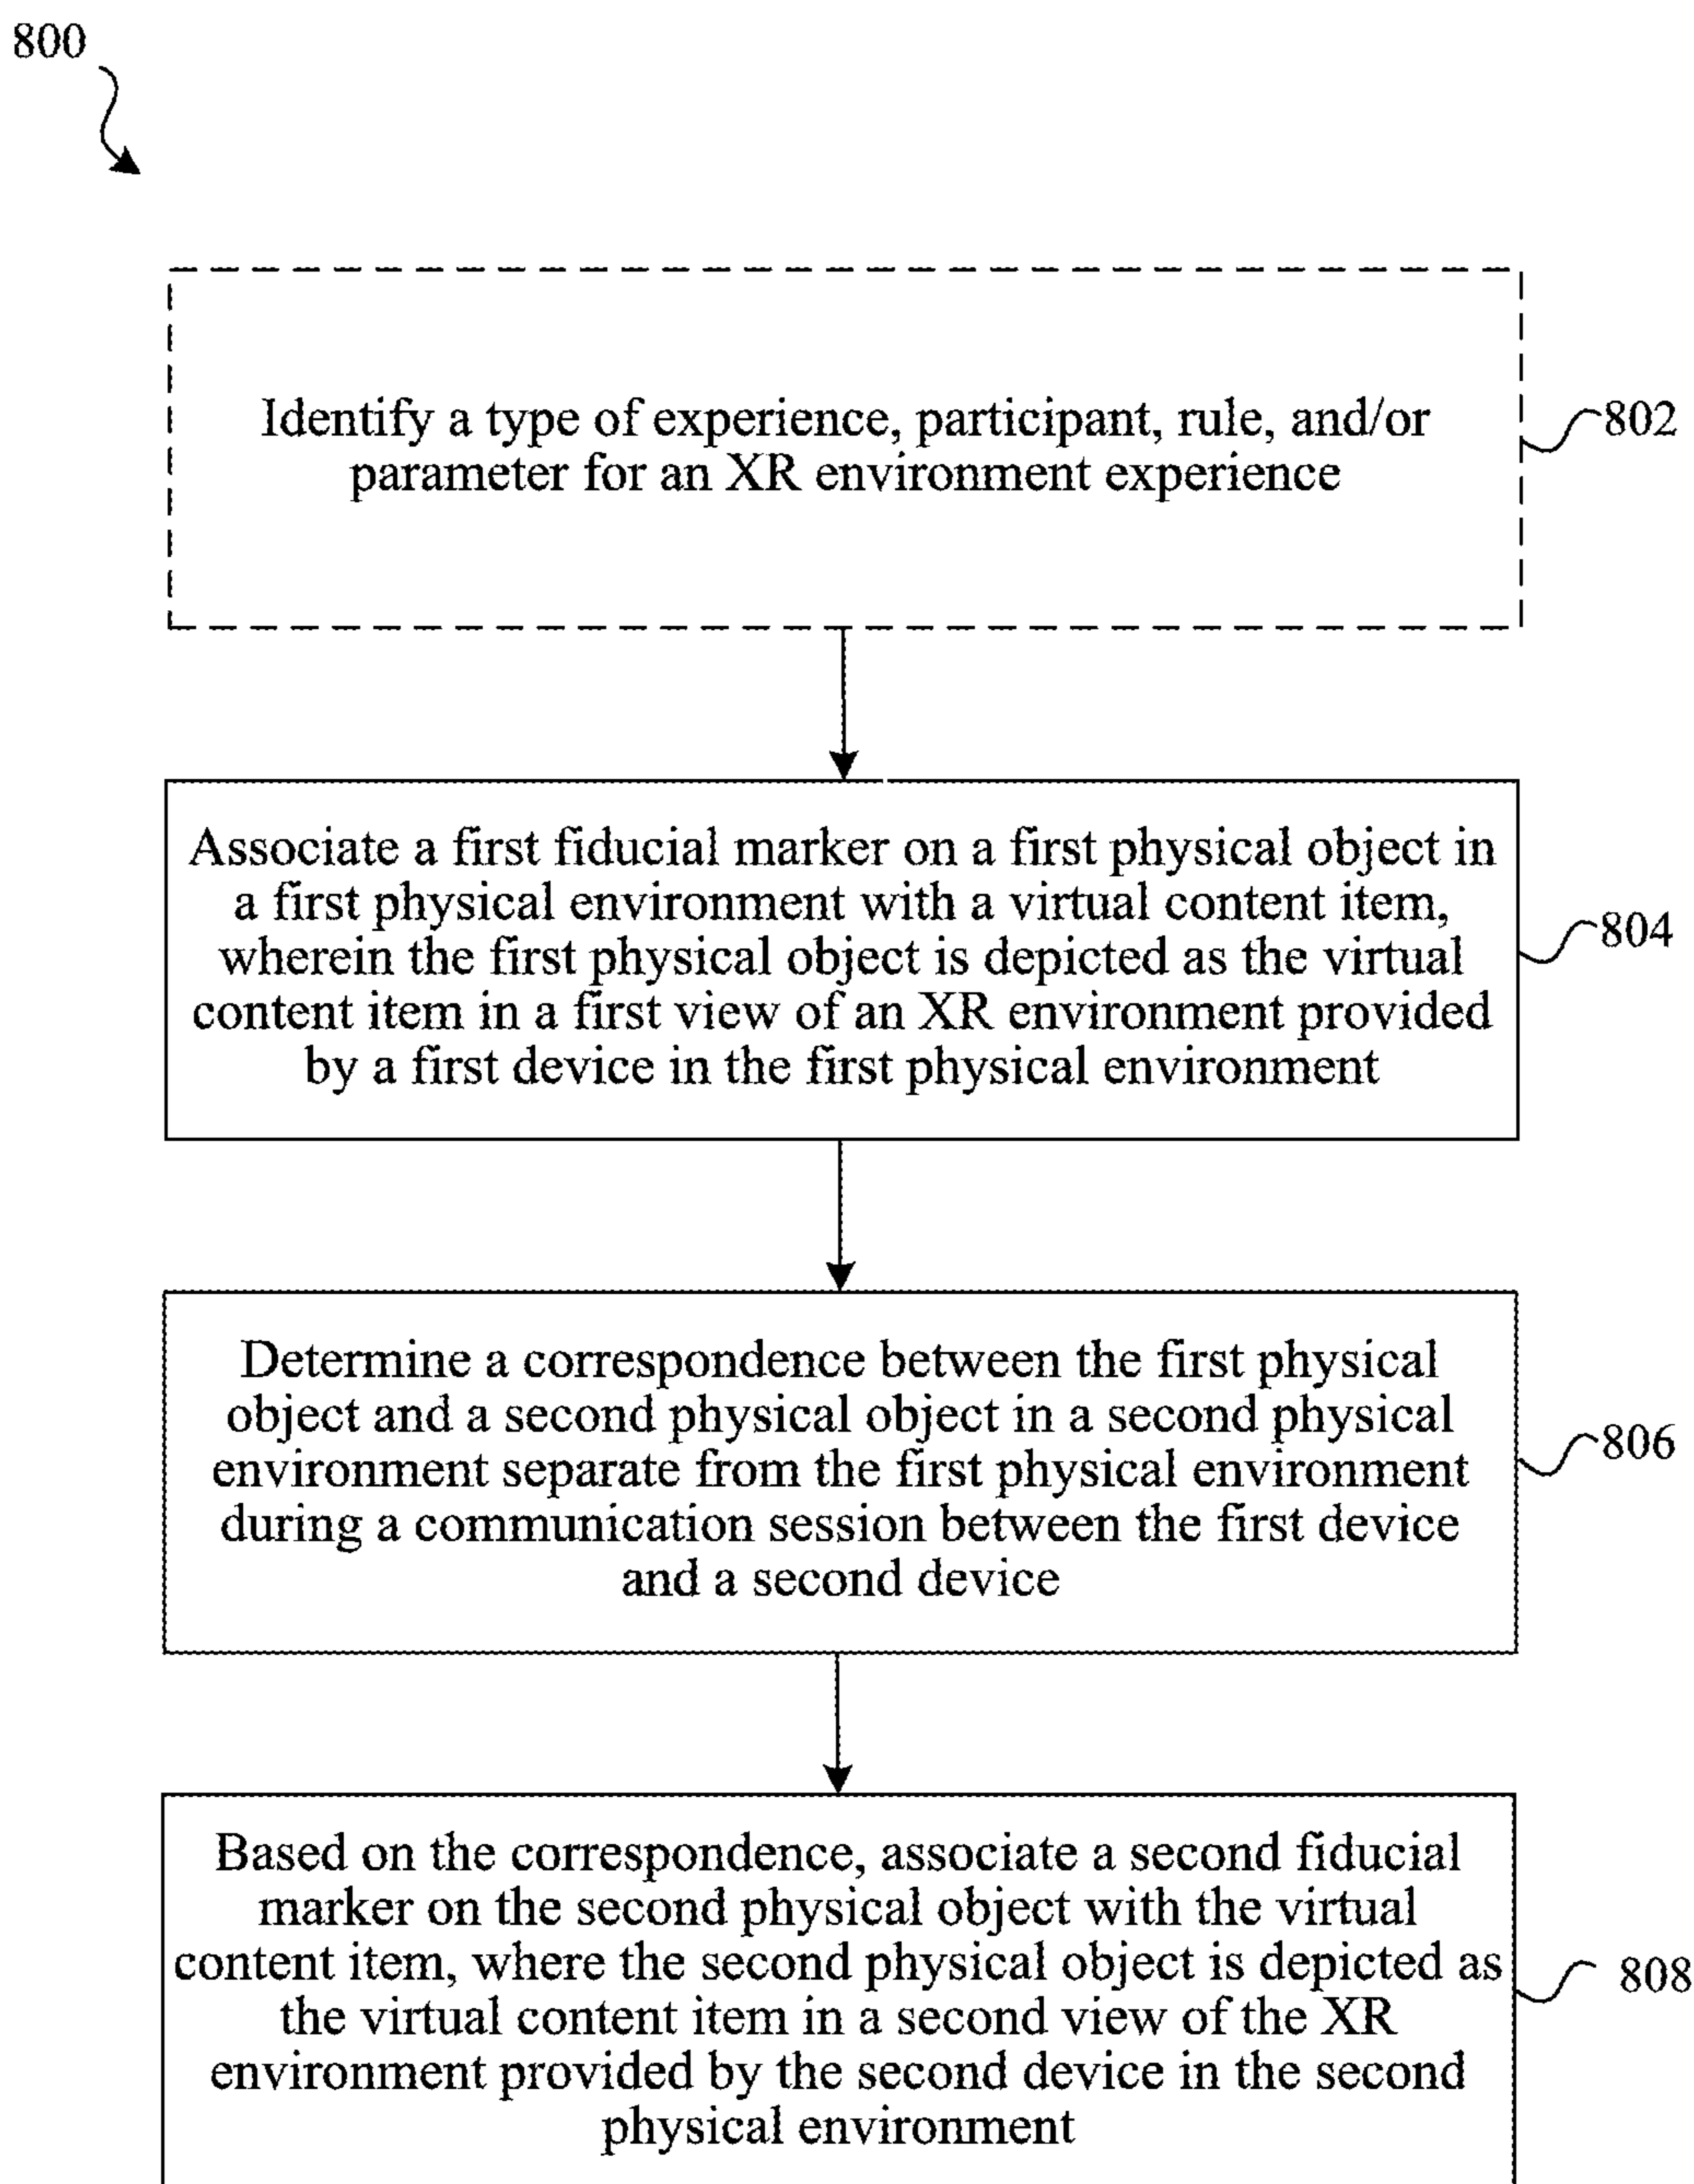 800
Identify a type of experience, participant, rule, and/or
parameter for an XR environment experience
802
Associate a first fiducial marker on a first physical object in
a first physical environment with a virtual content item,
wherein the first physical object is depicted as the virtual
content item in a first view of an XR environment provided
by a first device in the first physical environment
804
Determine a correspondence between the first physical
object and a second physical object in a second physical
environment separate from the first physical environment
during a communication session between the first device
and a second device
806
Based on the correspondence, associate a second fiducial
marker on the second physical object with the virtual
content item, where the second physical object is depicted as
the virtual content item in a second view of the XR
environment provided by the second device in the second
physical environment
808